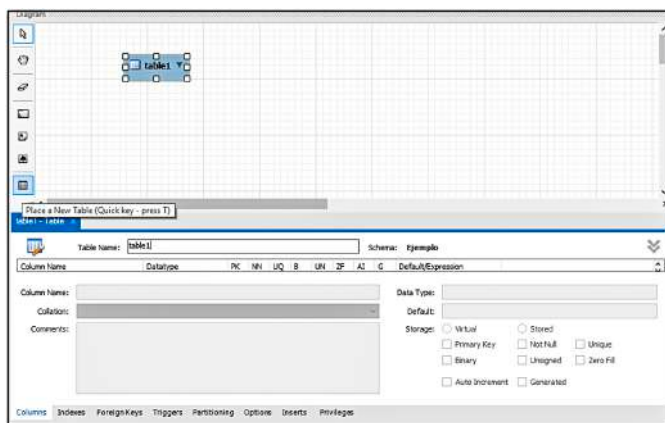 Diagram
table1
Place a New Table (Quick key - press T)
table1 - Table
Table Name: table1 Schema: Ejemplo
Column Name Datatype PK NN UQ B UN ZF AI G Default/Expression
Column Name: Data Type:
Collation: Default:
Comments: Storage: Virtual Stored
Primary Key Not Null Unique
Binary Unsigned Zero Fill
Auto Increment Generated
Columns Indexes Foreign Keys Triggers Partitioning Options Inserts Privileges